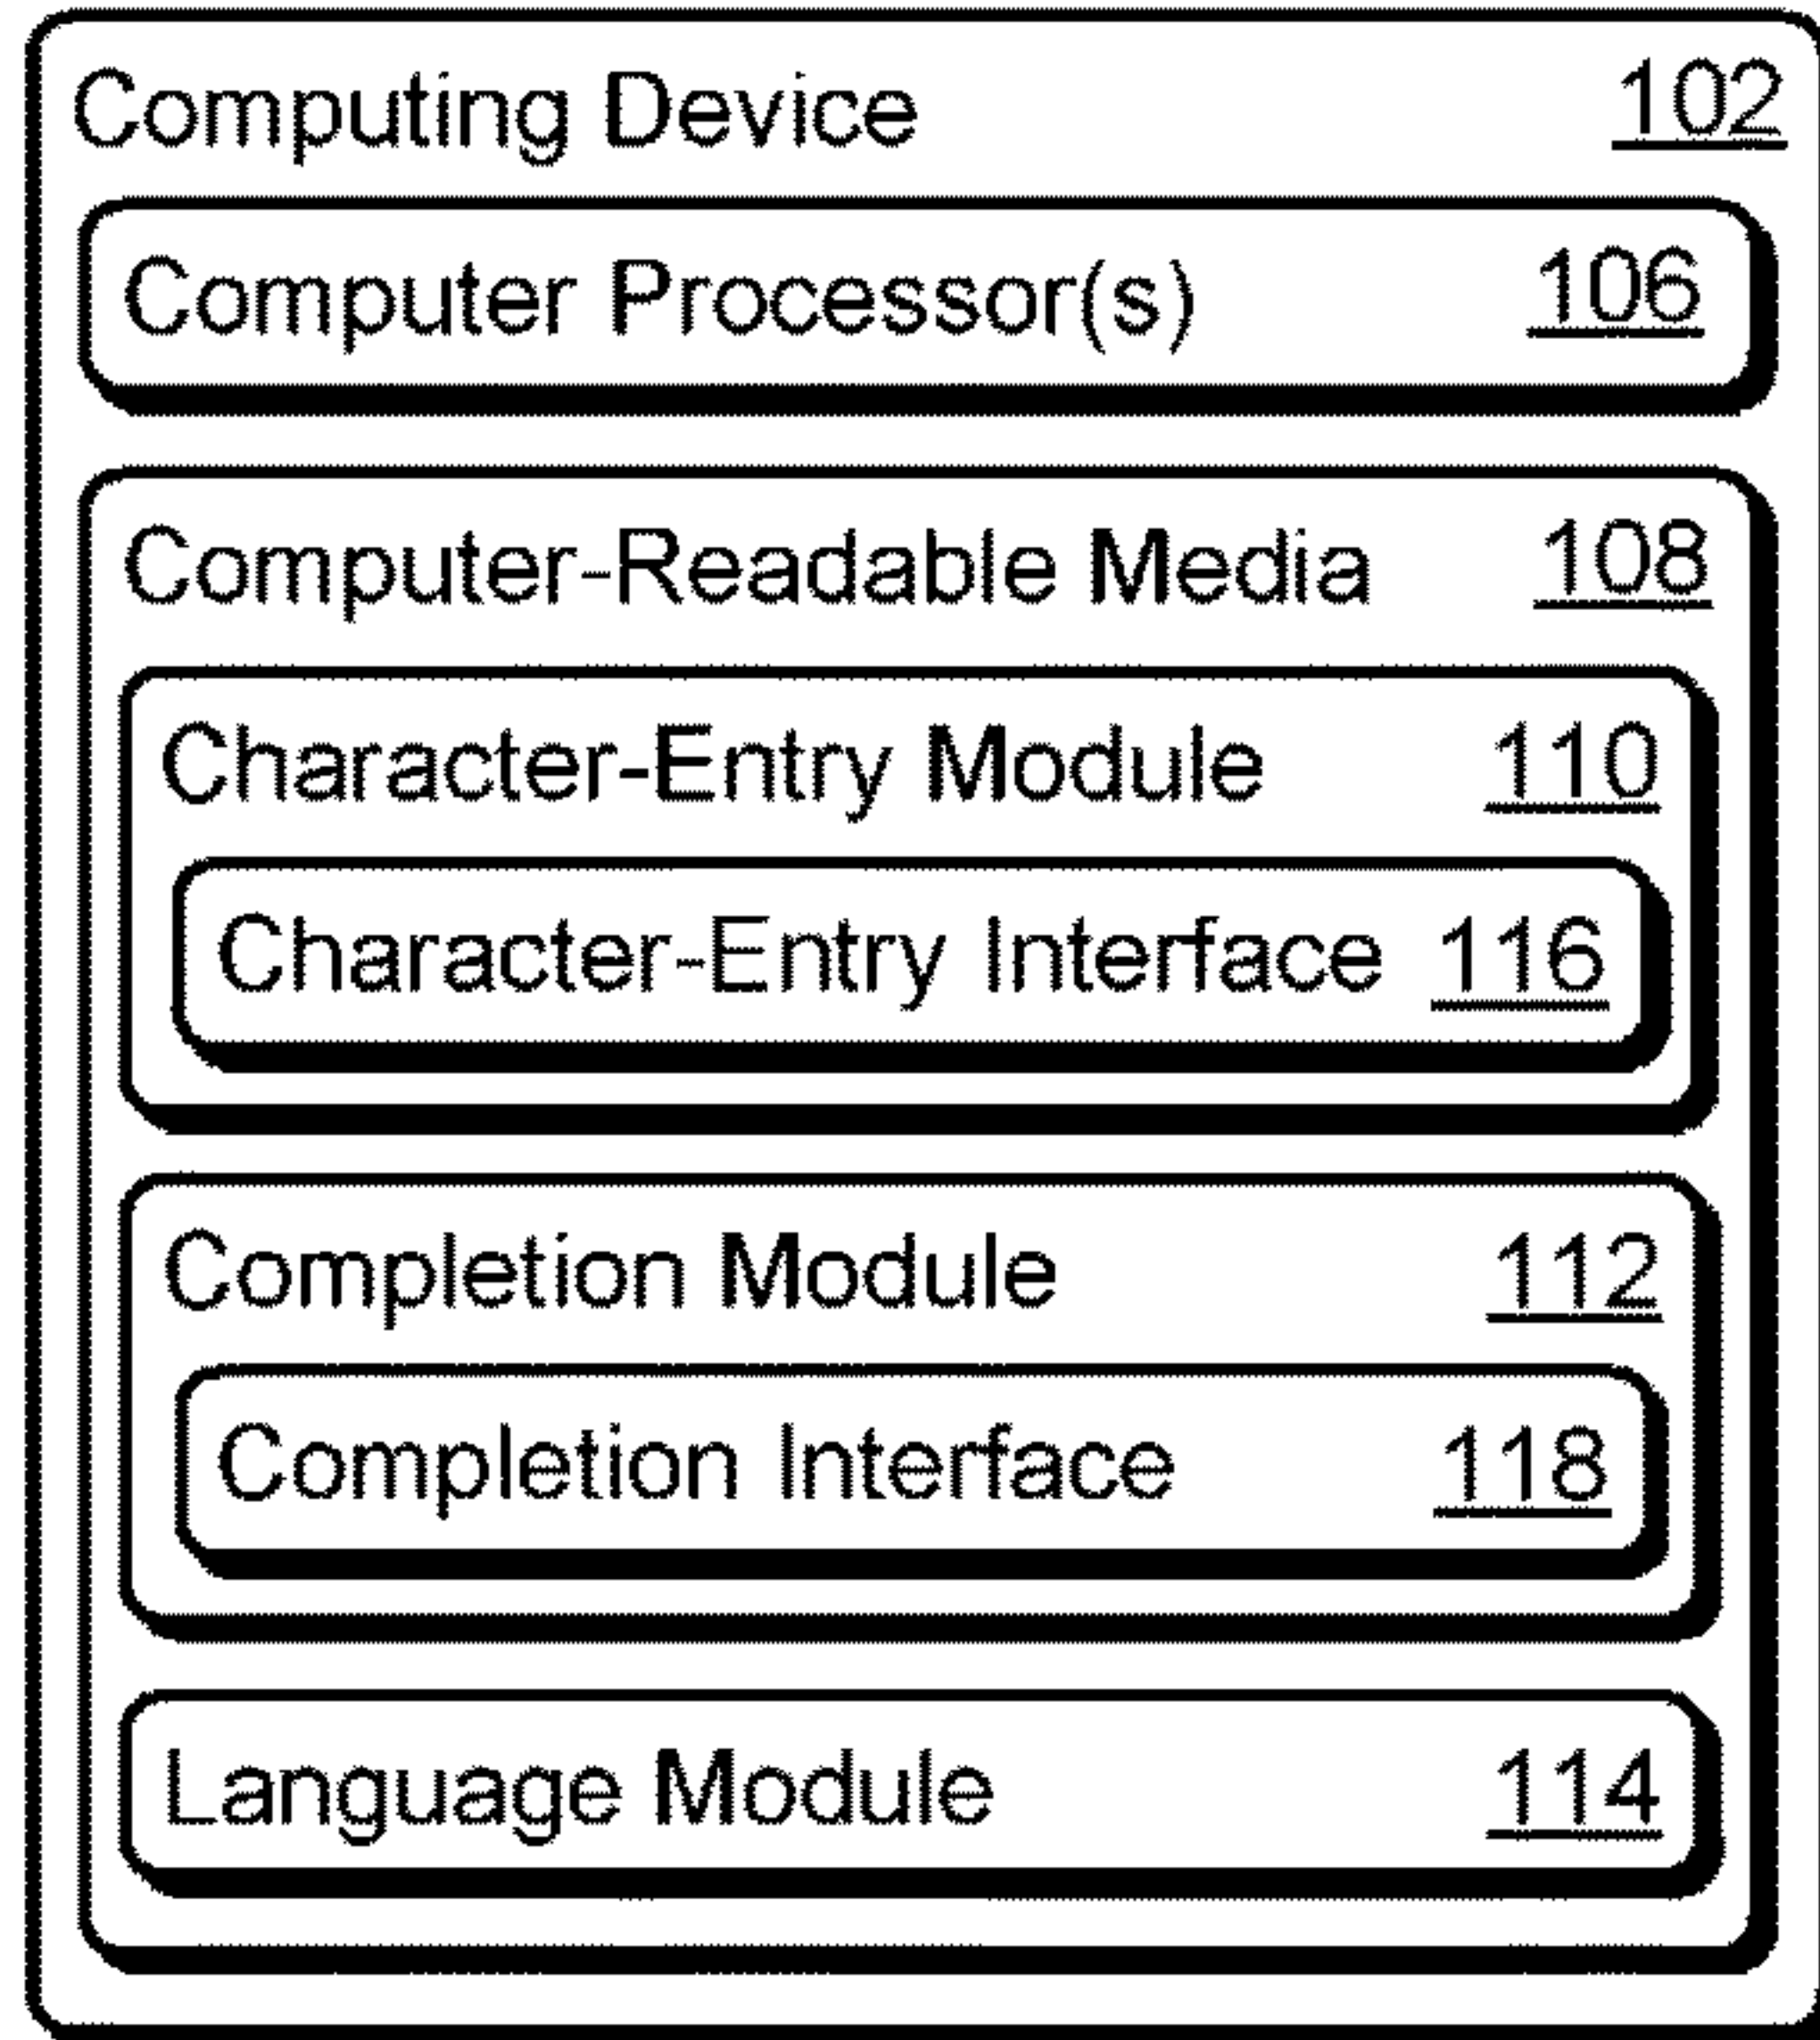 Computing Device 102
Computer Processor(s) 106
Computer-Readable Media 108
Character-Entry Module 110
Character-Entry Interface 116
Completion Module 112
Completion Interface 118
Language Module 114